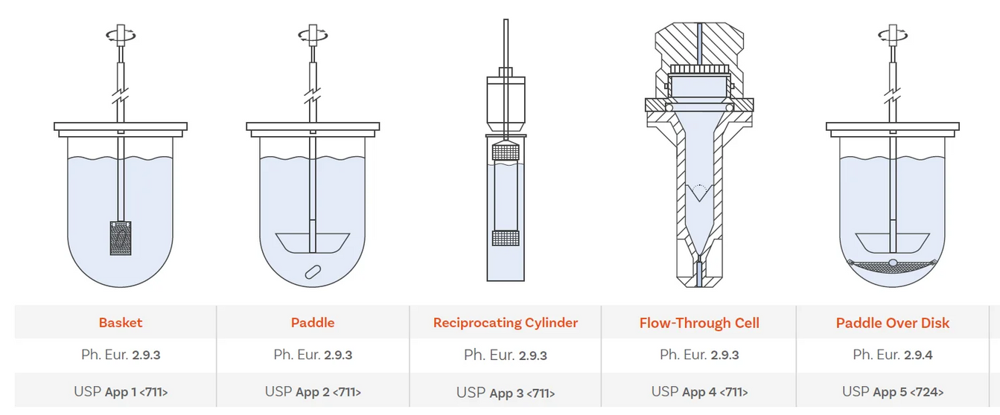 Basket
Paddle
Reciprocating Cylinder
Flow-Through Cell
Paddle Over Disk
Ph. Eur. 2.9.3
Ph. Eur. 2.9.3
Ph. Eur. 2.9.3
Ph. Eur. 2.9.3
Ph. Eur. 2.9.4
USP App 1 <711>
USP App 2 <711>
USP App 3 <711>
USP App 4 <711>
USP App 5 <724>